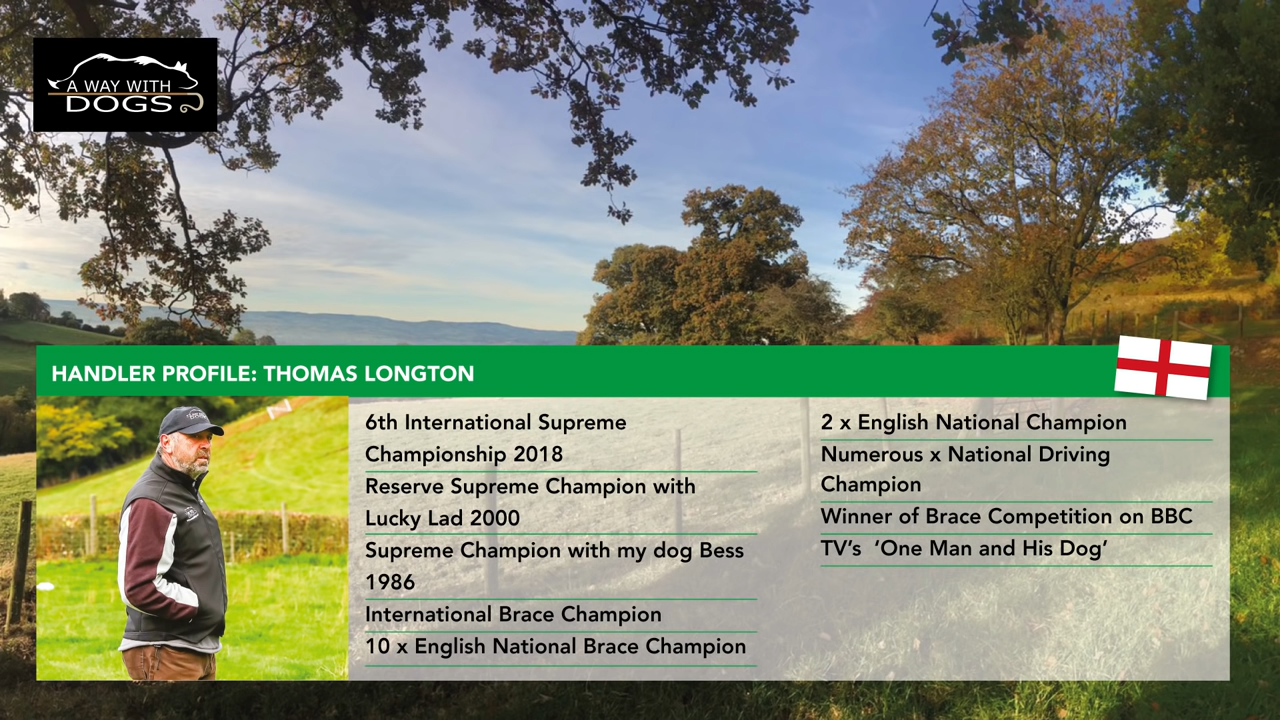 A WAY WITH
DOGS
HANDLER PROFILE: THOMAS LONGTON
6th International Supreme
Championship 2018
Reserve Supreme Champion with
Lucky Lad 2000
Supreme Champion with my dog Bess
1986
International Brace Champion
10 x English National Brace Champion
2 x English National Champion
Numerous x National Driving
Champion
Winner of Brace Competition on BBC
TV’s  ‘One Man and His Dog’